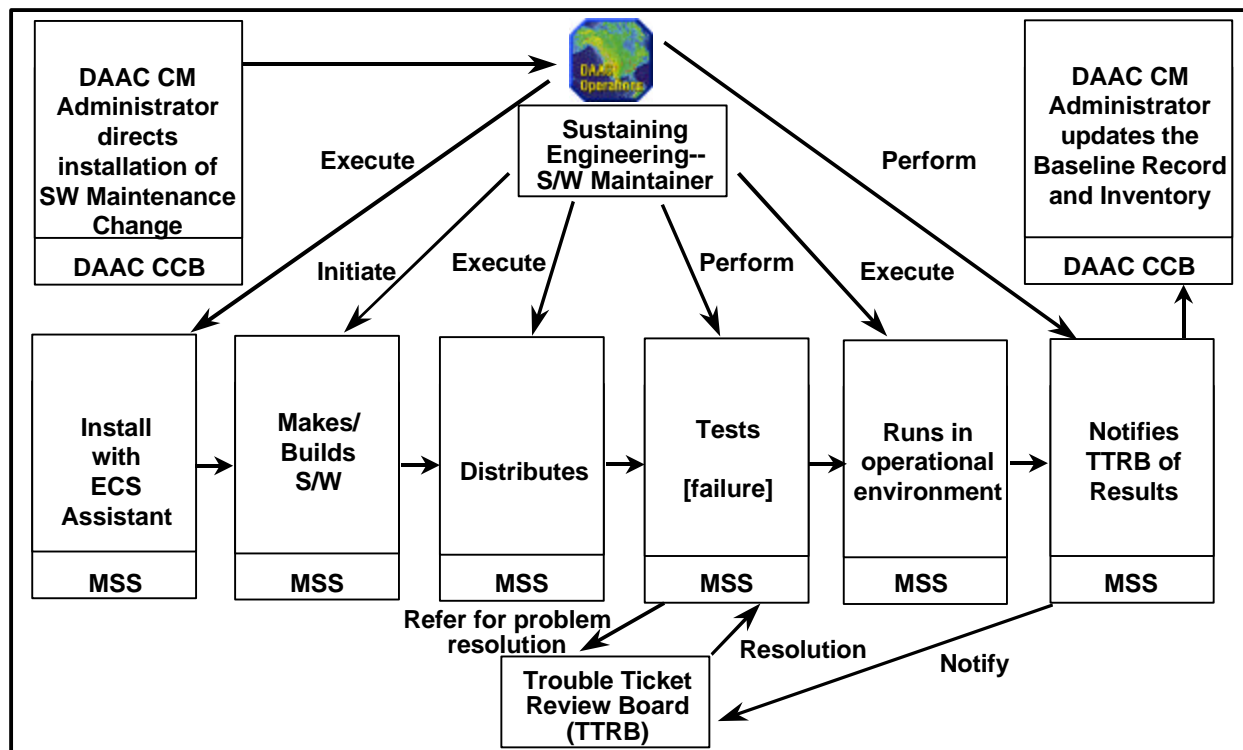 DAAC CM
Administrator
directs
installation of
SW Maintenance
Change
DAAC CCB
DAAC
Operations
Sustaining
Engineering--
S/W Maintainer
DAAC CM
Administrator
updates the
Baseline Record
and Inventory
DAAC CCB
Execute
Initiate
Execute
Perform
Execute
Perform
Install
with
ECS
Assistant
MSS
Makes/
Builds
S/W
MSS
Distributes
MSS
Tests
[failure]
MSS
Runs in
operational
environment
MSS
Notifies
TTRB of
Results
MSS
Refer for problem
resolution
Resolution
Notify
Trouble Ticket
Review Board
(TTRB)